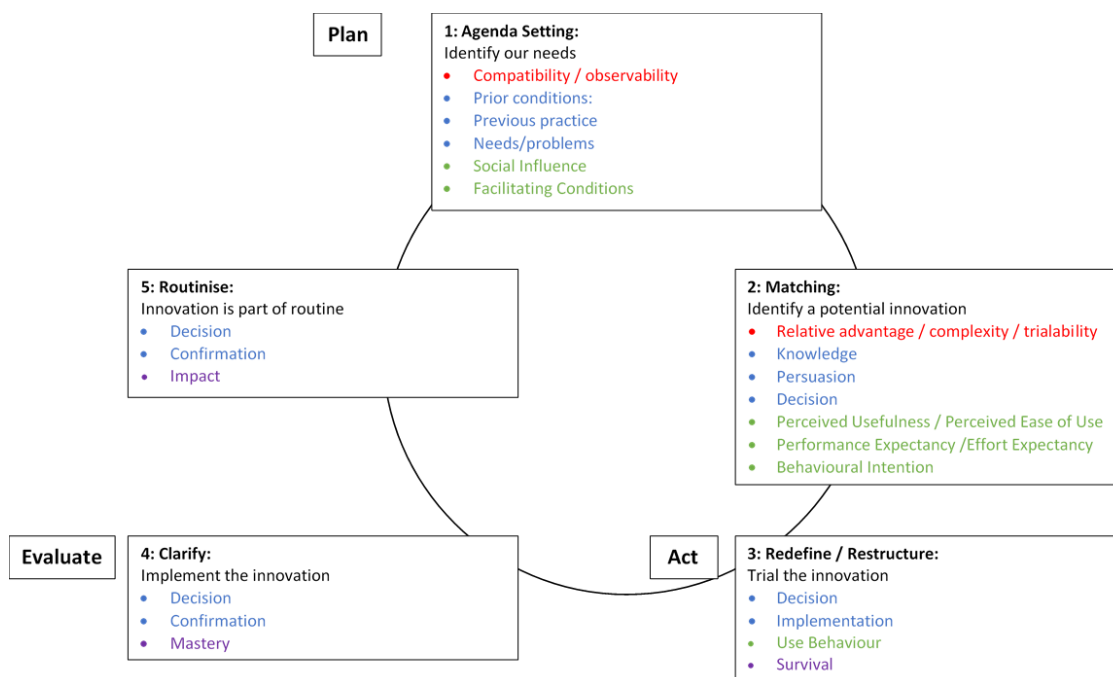 Plan
1: Agenda Setting:
Identify our needs
• Compatibility / observability
• Prior conditions:
• Previous practice
• Needs/problems
• Social Influence
• Facilitating Conditions
5: Routinise:
Innovation is part of routine
• Decision
• Confirmation
• Impact
2: Matching:
Identify a potential innovation
• Relative advantage / complexity / trialability
• Knowledge
• Persuasion
• Decision
• Perceived Usefulness / Perceived Ease of Use
• Performance Expectancy /Effort Expectancy
• Behavioural Intention
Evaluate
4: Clarify:
Implement the innovation
• Decision
• Confirmation
• Mastery
Act
3: Redefine / Restructure:
Trial the innovation
• Decision
• Implementation
• Use Behaviour
• Survival